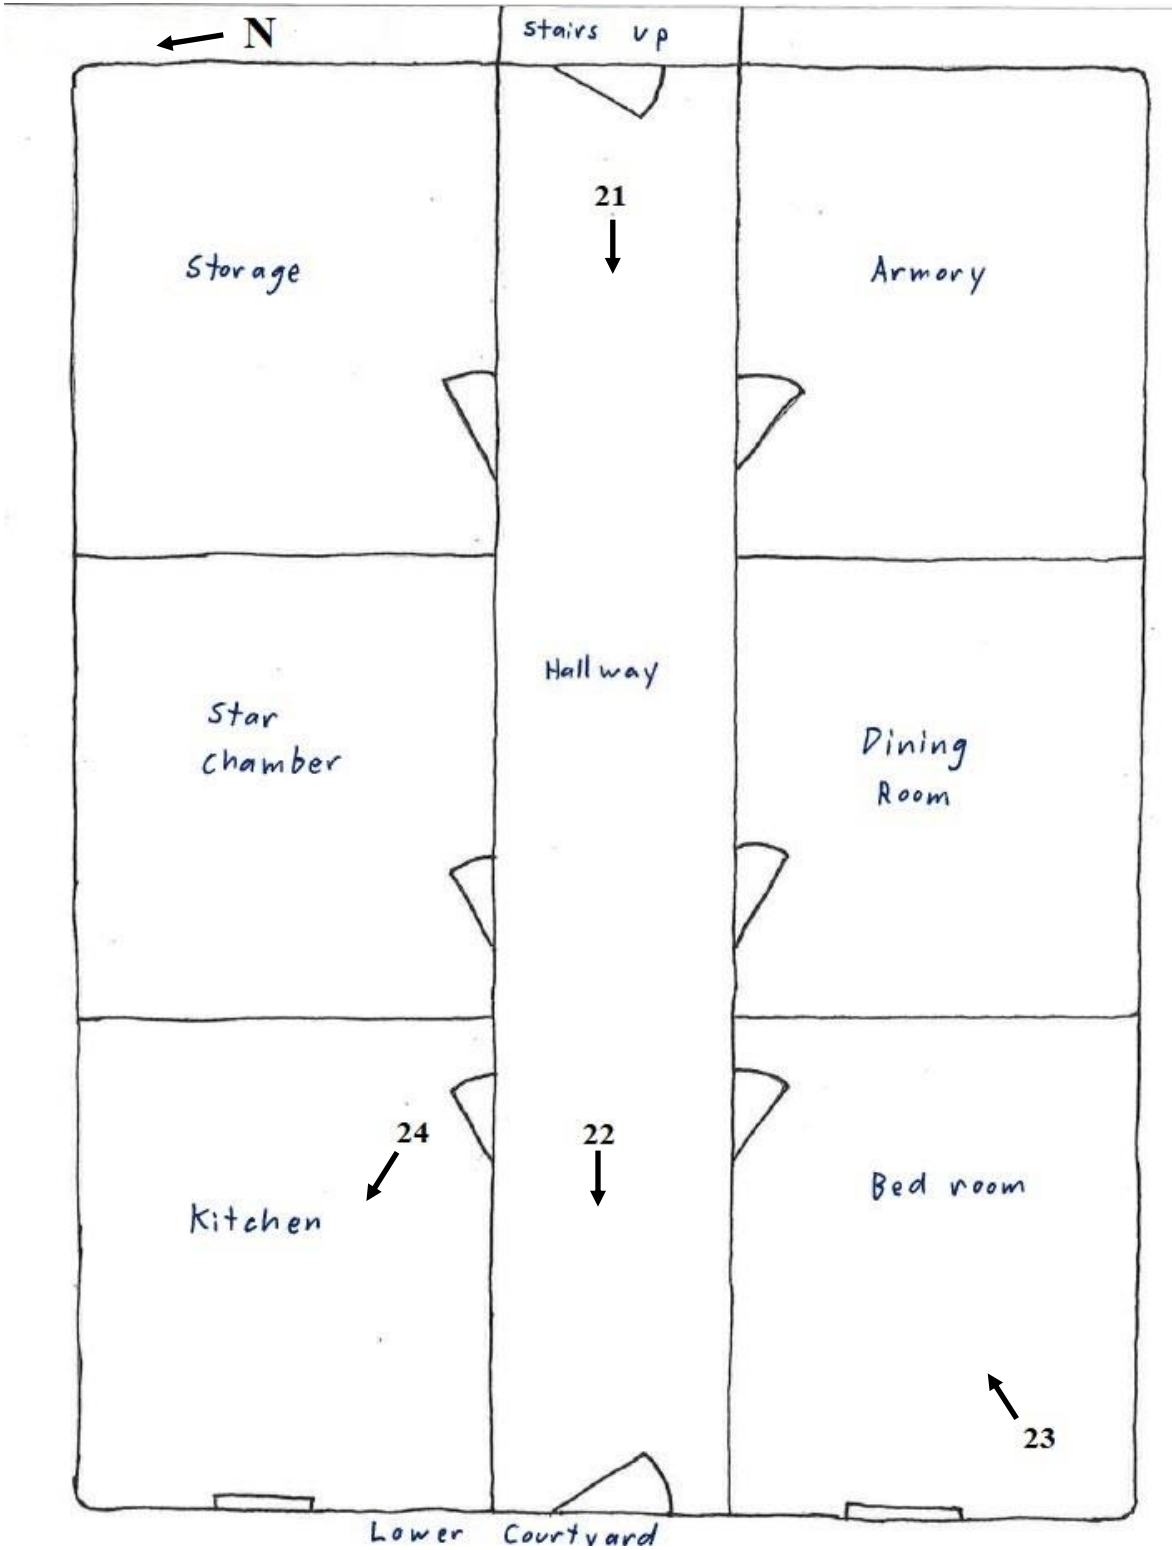 N
Stairs up
21
Storage
Armory
Hallway
Star
Chamber
Dining
Room
24
22
Kitchen
Bed room
23
Lower Courtyard